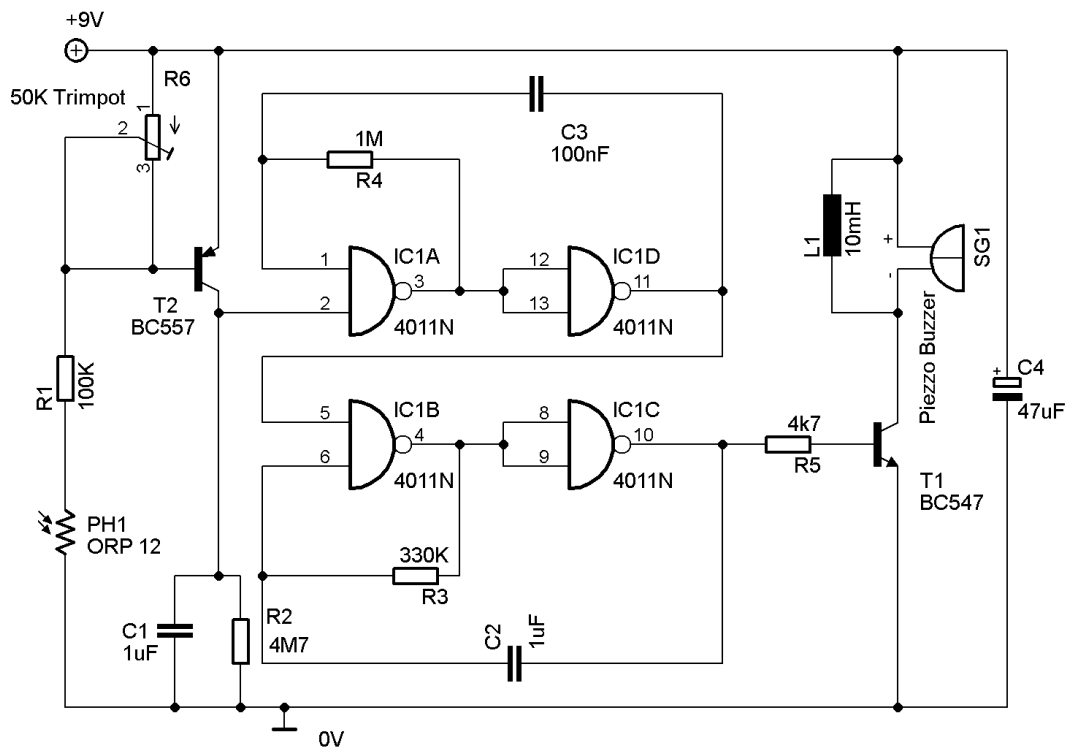 +9V
R6
50K Trimpot
1
2
3
C3
100nF
1M
R4
1
2
IC1A
3
4011N
12
13
IC1D
11
4011N
T2
BC557
L1
10mH
+
-
SG1
Piezzo Buzzer
R1
100K
5
6
IC1B
4
4011N
8
9
IC1C
10
4011N
4k7
R5
+
C4
47uF
T1
BC547
PH1
ORP 12
330K
R3
C1
1uF
R2
4M7
C2
1uF
0V